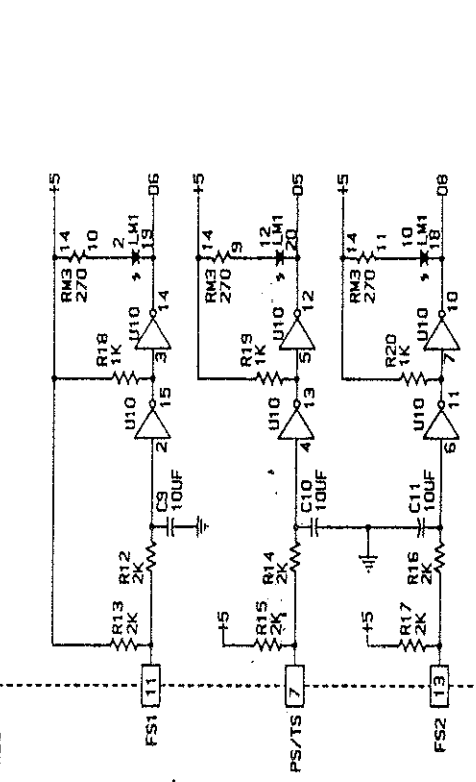 FS1
11
R13
2K
R12
2K
C9
10UF
U10
2
15
R18
1K
U10
3
14
RM3
270
14
10
2
LM1
19
+5
D6
PS/TS
7
+5
R15
2K
R14
2K
C10
10UF
U10
4
13
R19
1K
U10
5
12
RM3
270
14
9
12
LM1
20
+5
D5
FS2
13
+5
R17
2K
R16
2K
C11
10UF
U10
6
11
R20
1K
U10
7
10
RM3
270
14
11
10
LM1
18
+5
D8